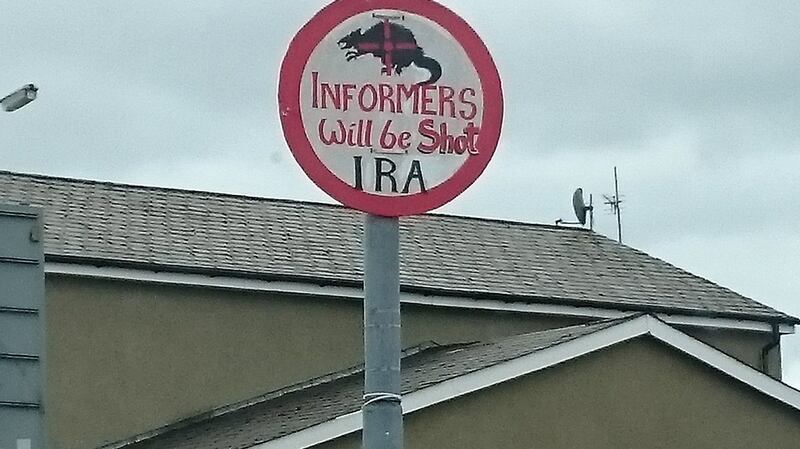 INFORMERS
Will be Shot
IRA